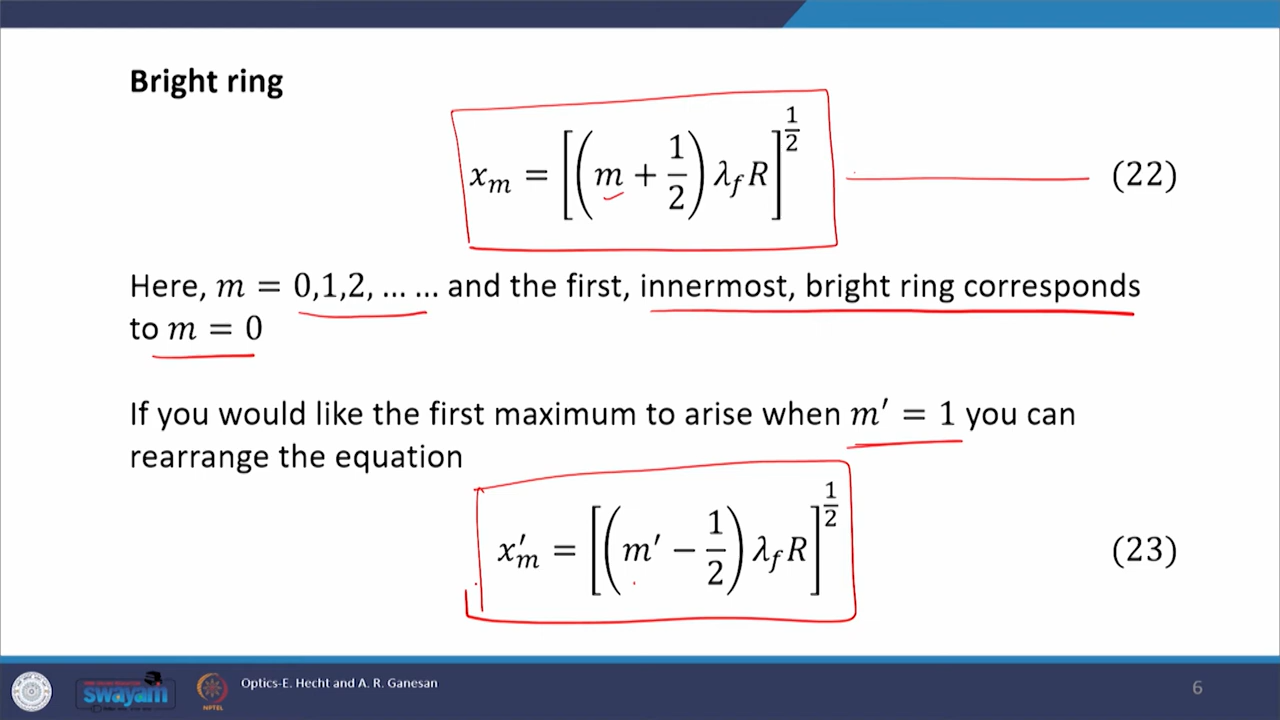 Bright ring
x_m = [(m + 1/2) λ_f R]^{1/2} (22)
Here, m = 0,1,2, ... ... and the first, innermost, bright ring corresponds
to m = 0
If you would like the first maximum to arise when m′ = 1 you can
rearrange the equation
x′_m = [(m′ − 1/2) λ_f R]^{1/2} (23)
swayam
NPTEL
Optics-E. Hecht and A. R. Ganesan
6